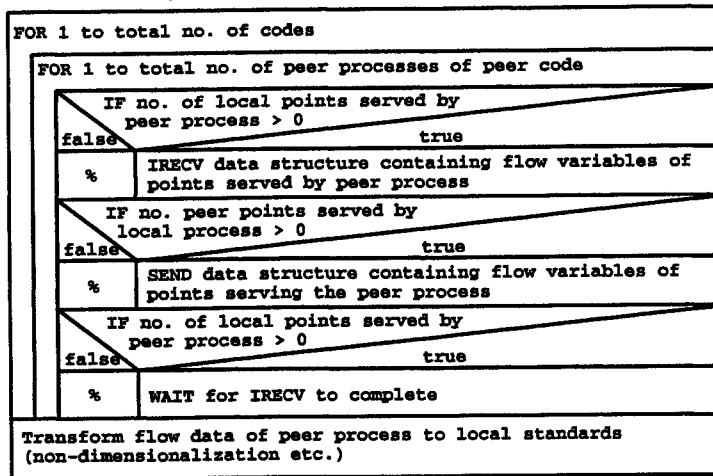 FOR 1 to total no. of codes
FOR 1 to total no. of peer processes of peer code
IF no. of local points served by
peer process > 0
false
true
%
IRECV data structure containing flow variables of
points served by peer process
IF no. peer points served by
local process > 0
false
true
%
SEND data structure containing flow variables of
points serving the peer process
IF no. of local points served by
peer process > 0
false
true
%
WAIT for IRECV to complete
Transform flow data of peer process to local standards
(non-dimensionalization etc.)